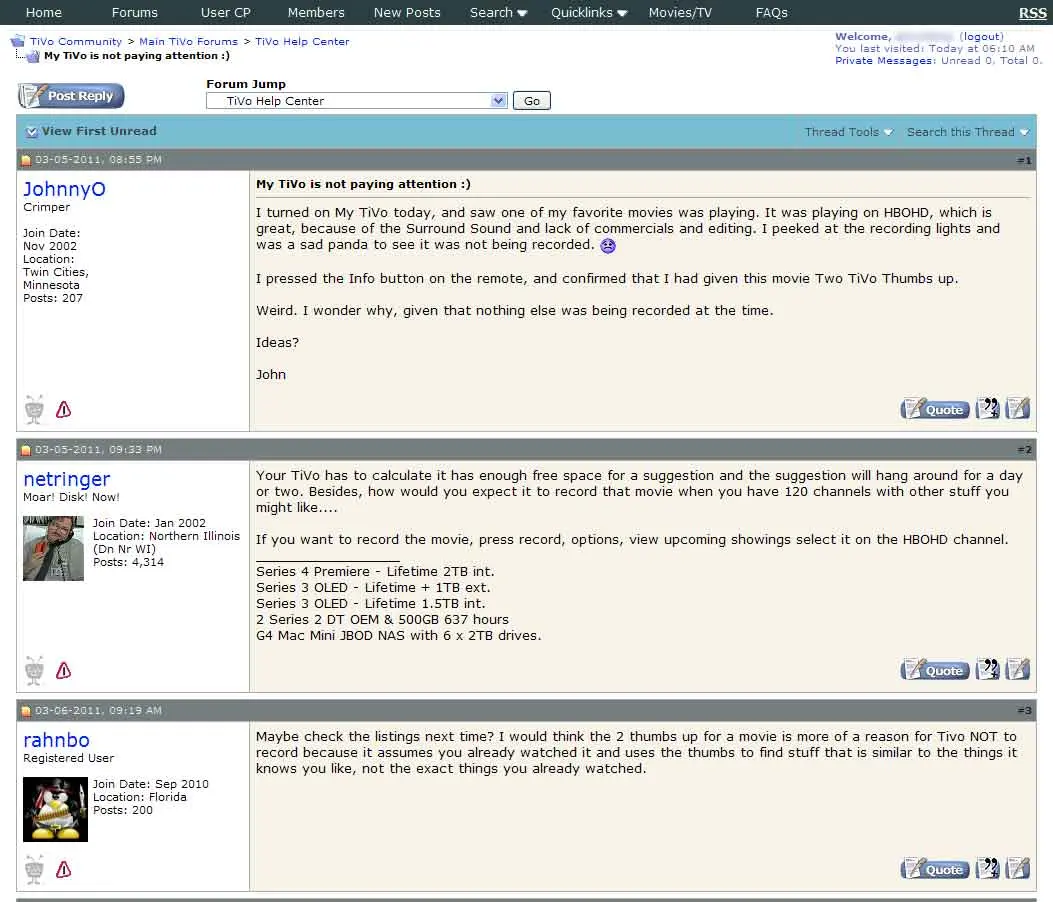 Home Forums User CP Members New Posts Search Quicklinks Movies/TV FAQs RSS
TiVo Community > Main TiVo Forums > TiVo Help Center
My TiVo is not paying attention :)
Welcome, (logout)
You last visited: Today at 06:10 AM
Private Messages: Unread 0, Total 0.
Post Reply
Forum Jump
TiVo Help Center Go
View First Unread Thread Tools Search this Thread
03-05-2011, 08:55 PM #1
JohnnyO
Crimper
Join Date:
Nov 2002
Location:
Twin Cities,
Minnesota
Posts: 207
My TiVo is not paying attention :)
I turned on My TiVo today, and saw one of my favorite movies was playing. It was playing on HBOHD, which is
great, because of the Surround Sound and lack of commercials and editing. I peeked at the recording lights and
was a sad panda to see it was not being recorded.
I pressed the Info button on the remote, and confirmed that I had given this movie Two TiVo Thumbs up.
Weird. I wonder why, given that nothing else was being recorded at the time.
Ideas?
John
Quote
03-05-2011, 09:33 PM #2
netringer
Moar! Disk! Now!
Join Date: Jan 2002
Location: Northern Illinois
(Dn Nr WI)
Posts: 4,314
Your TiVo has to calculate it has enough free space for a suggestion and the suggestion will hang around for a day
or two. Besides, how would you expect it to record that movie when you have 120 channels with other stuff you
might like....
If you want to record the movie, press record, options, view upcoming showings select it on the HBOHD channel.
Series 4 Premiere - Lifetime 2TB int.
Series 3 OLED - Lifetime + 1TB ext.
Series 3 OLED - Lifetime 1.5TB int.
2 Series 2 DT OEM & 500GB 637 hours
G4 Mac Mini JBOD NAS with 6 x 2TB drives.
Quote
03-06-2011, 09:19 AM #3
rahnbo
Registered User
Join Date: Sep 2010
Location: Florida
Posts: 200
Maybe check the listings next time? I would think the 2 thumbs up for a movie is more of a reason for Tivo NOT to
record because it assumes you already watched it and uses the thumbs to find stuff that is similar to the things it
knows you like, not the exact things you already watched.
Quote